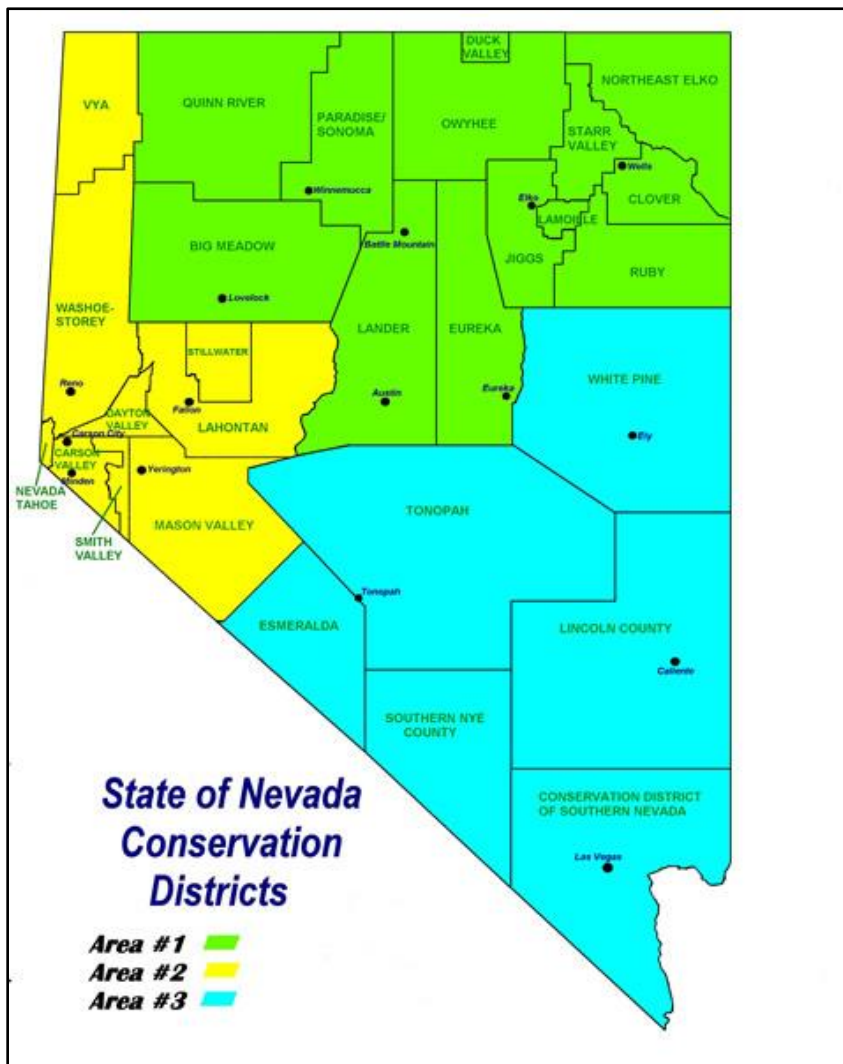 DUCK
VALLEY
NORTHEAST ELKO
VYA
QUINN RIVER
PARADISE/
SONOMA
OWYHEE
STARR
VALLEY
Wells
Winnemucca
Elko
CLOVER
LAMOILLE
Battle Mountain
BIG MEADOW
JIGGS
RUBY
Lovelock
WASHOE-
STOREY
LANDER
EUREKA
STILLWATER
WHITE PINE
Reno
Austin
Eureka
Fallon
DAYTON
VALLEY
LAHONTAN
Carson City
Ely
CARSON
VALLEY
Minden
Yerington
NEVADA
TAHOE
SMITH
VALLEY
MASON VALLEY
TONOPAH
Tonopah
ESMERALDA
LINCOLN COUNTY
Caliente
SOUTHERN NYE
COUNTY
State of Nevada
Conservation
Districts
CONSERVATION DISTRICT
OF SOUTHERN NEVADA
Las Vegas
Area #1
Area #2
Area #3